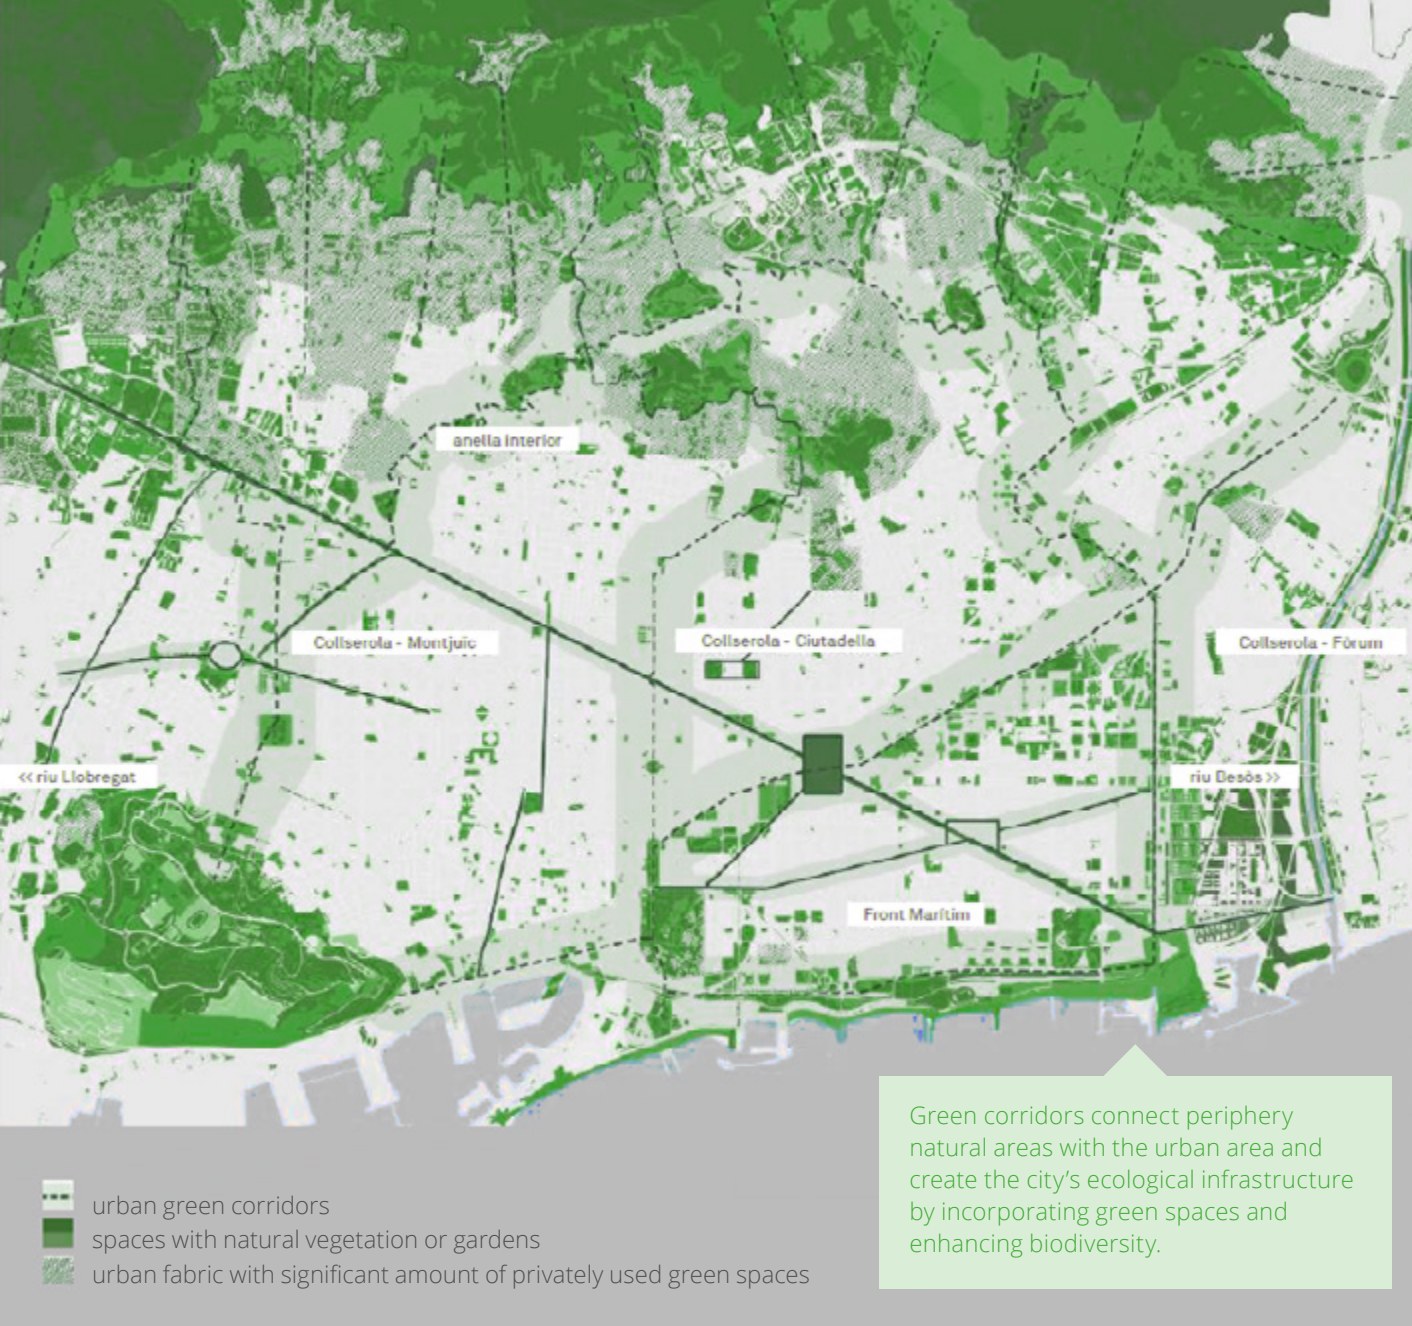 anella interior
Collserola - Montjuïc
Collserola - Ciutadella
Collserola - Fòrum
<< riu Llobregat
riu Besòs >>
Front Marítim
Green corridors connect periphery
natural areas with the urban area and
create the city’s ecological infrastructure
by incorporating green spaces and
enhancing biodiversity.
urban green corridors
spaces with natural vegetation or gardens
urban fabric with significant amount of privately used green spaces